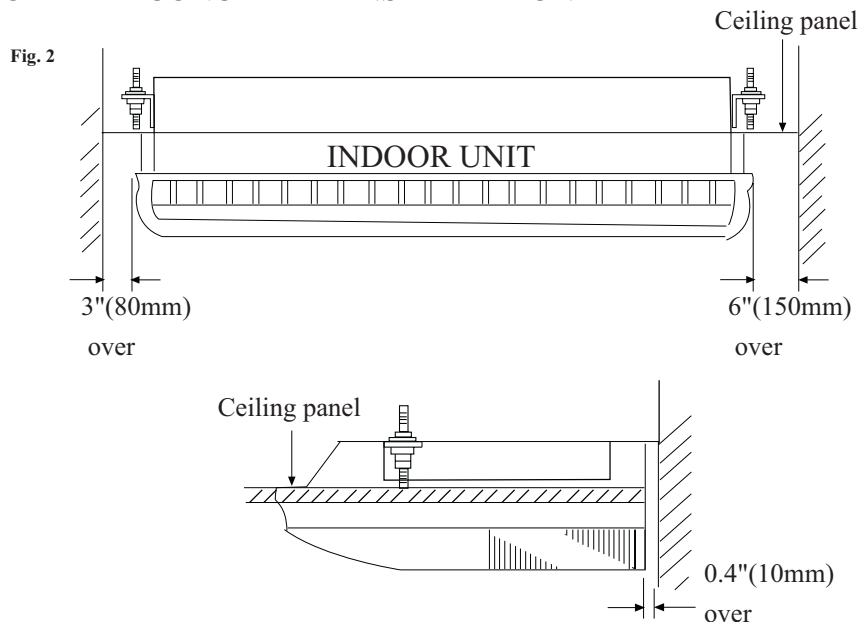 Ceiling panel
Fig. 2
INDOOR UNIT
3"(80mm)
over
6"(150mm)
over
Ceiling panel
0.4"(10mm)
over